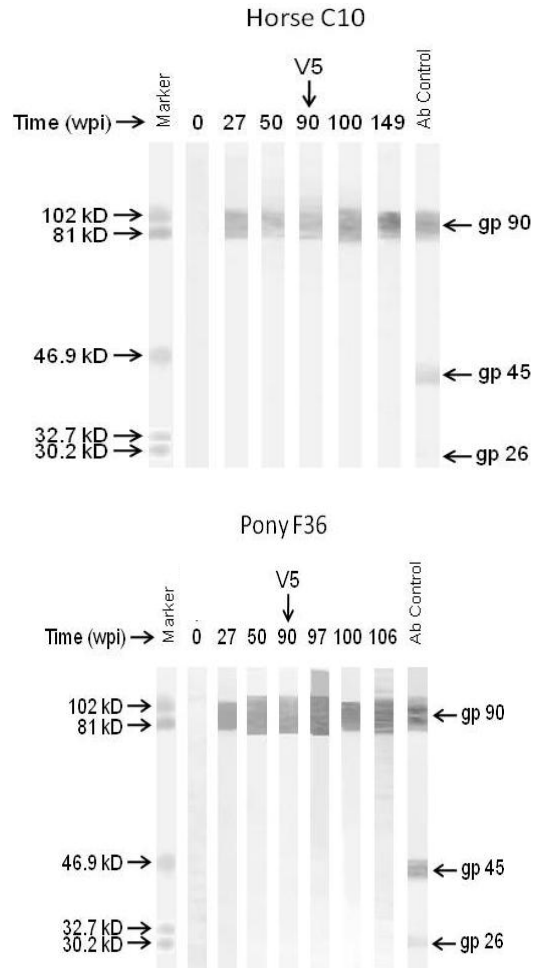 Horse C10
V5
Time (wpi) → Marker 0 27 50 90 100 149 Ab Control
102 kD →
81 kD →
← gp 90
46.9 kD →
← gp 45
32.7 kD →
30.2 kD →
← gp 26
Pony F36
V5
Time (wpi) → Marker 0 27 50 90 97 100 106 Ab Control
102 kD →
81 kD →
← gp 90
46.9 kD →
← gp 45
32.7 kD →
30.2 kD →
← gp 26